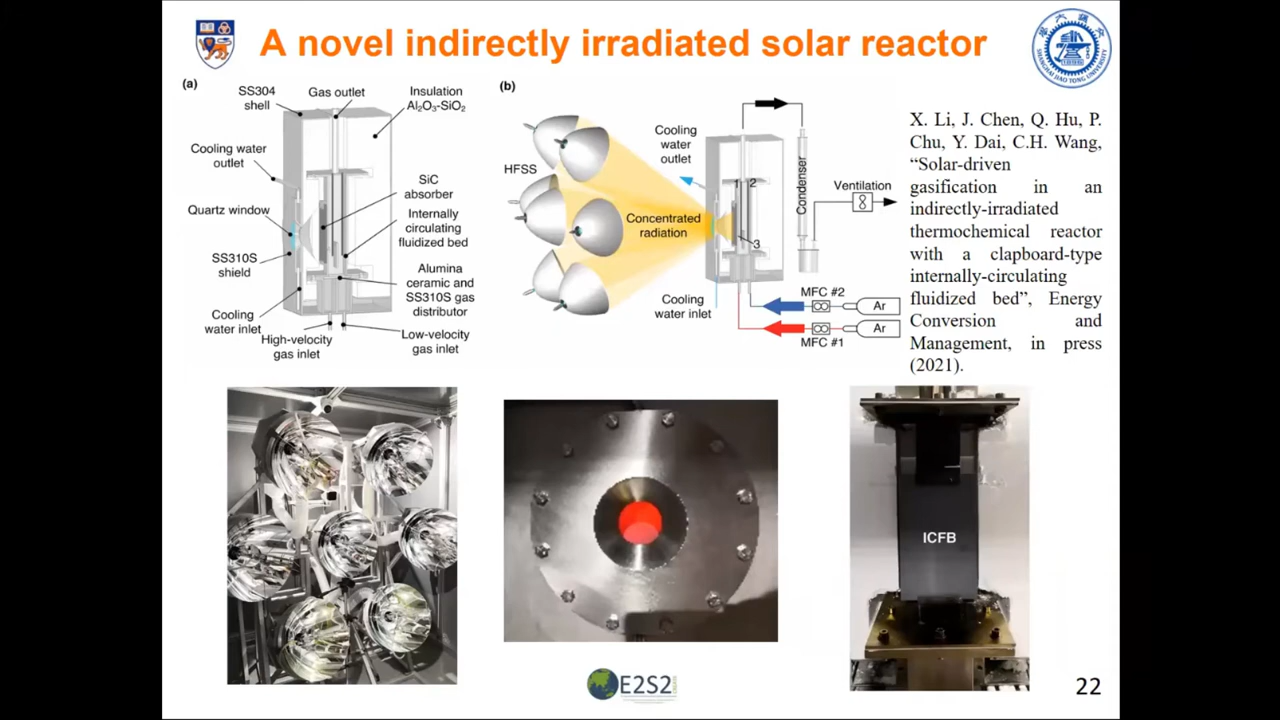 A novel indirectly irradiated solar reactor
(a)
SS304
shell
Gas outlet
Insulation
Al₂O₃-SiO₂
Cooling water
outlet
Quartz window
SS310S
shield
Cooling
water inlet
High-velocity
gas inlet
SiC
absorber
Internally
circulating
fluidized bed
Alumina
ceramic and
SS310S gas
distributor
Low-velocity
gas inlet
(b)
HFSS
Cooling
water
outlet
Concentrated
radiation
Cooling
water inlet
1
2
3
Condenser
Ventilation
MFC #2
Ar
Ar
MFC #1
X. Li, J. Chen, Q. Hu, P.
Chu, Y. Dai, C.H. Wang,
“Solar-driven
gasification in an
indirectly-irradiated
thermochemical reactor
with a clapboard-type
internally-circulating
fluidized bed”, Energy
Conversion and
Management, in press
(2021).
SHANGHAI JIAO TONG UNIVERSITY
ICFB
E2S2
22